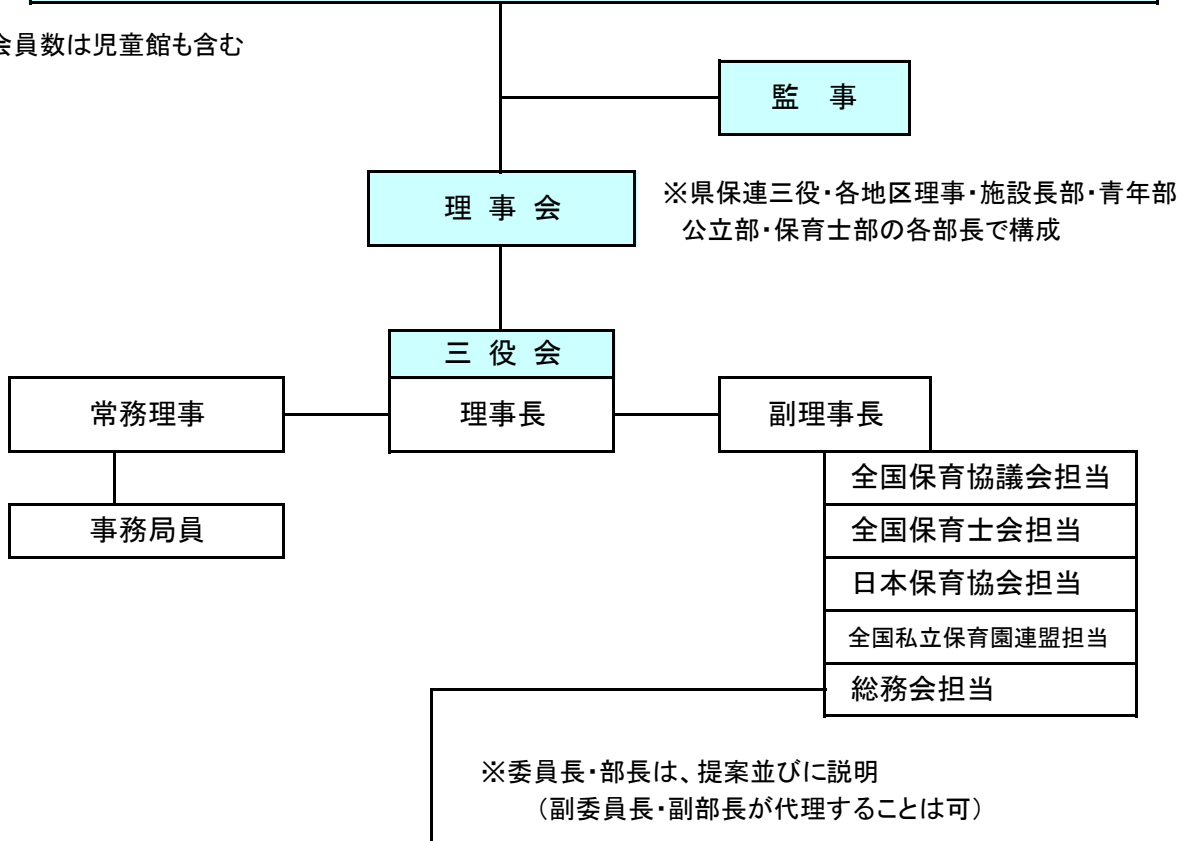 会員数は児童館も含む
監　事
理 事 会
※県保連三役･各地区理事･施設長部･青年部
公立部･保育士部の各部長で構成
三 役 会
常務理事
理事長
副理事長
全国保育協議会担当
事務局員
全国保育士会担当
日本保育協会担当
全国私立保育園連盟担当
総務会担当
※委員長･部長は、提案並びに説明
（副委員長･副部長が代理することは可）